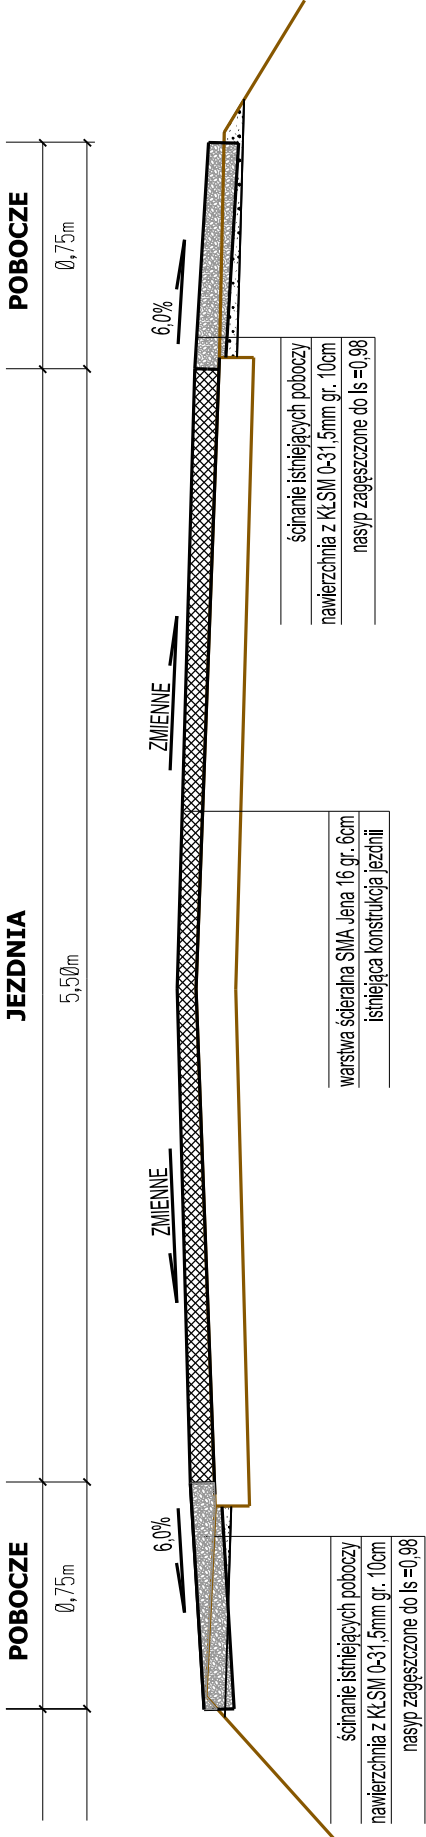 POBOCZE
JEZDNIA
POBOCZE
0,75m
5,50m
0,75m
6,0%
ZMIENNE
ZMIENNE
6,0%
ścinanie istniejących poboczy
nawierzchnia z KŁSM 0-31,5mm gr. 10cm
nasyp zagęszczone do Is =0,98
warstwa ścieralna SMA Jena 16 gr. 6cm
istniejąca konstrukcja jezdnii
ścinanie istniejących poboczy
nawierzchnia z KŁSM 0-31,5mm gr. 10cm
nasyp zagęszczone do Is =0,98